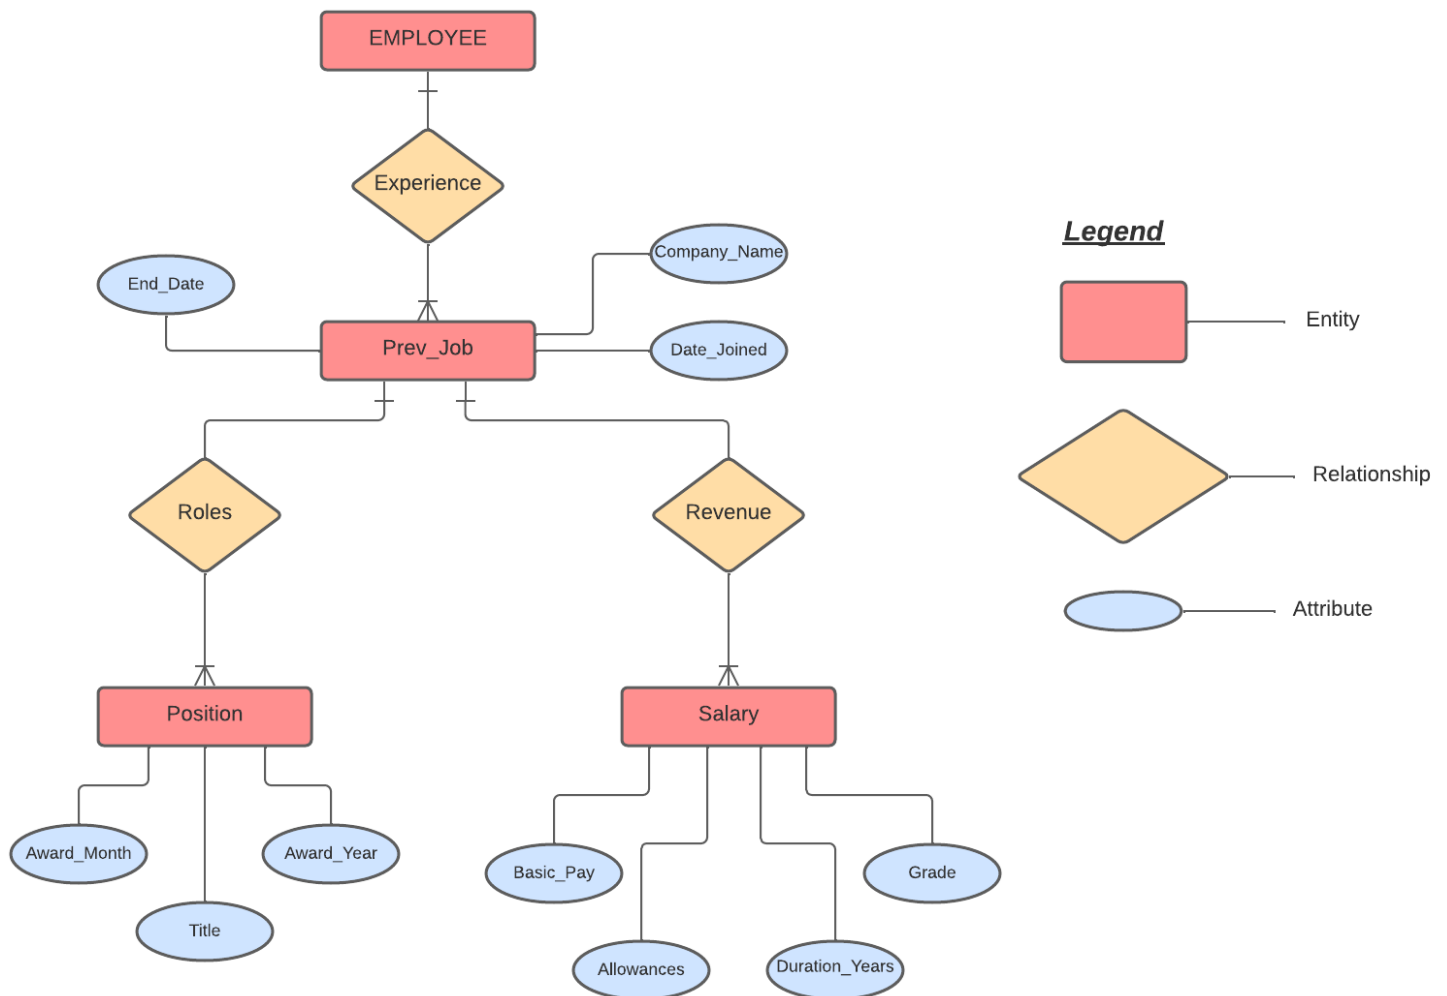 EMPLOYEE
Experience
Company_Name
End_Date
Prev_Job
Date_Joined
Roles
Revenue
Position
Salary
Award_Month
Award_Year
Title
Basic_Pay
Grade
Allowances
Duration_Years
Legend
Entity
Relationship
Attribute